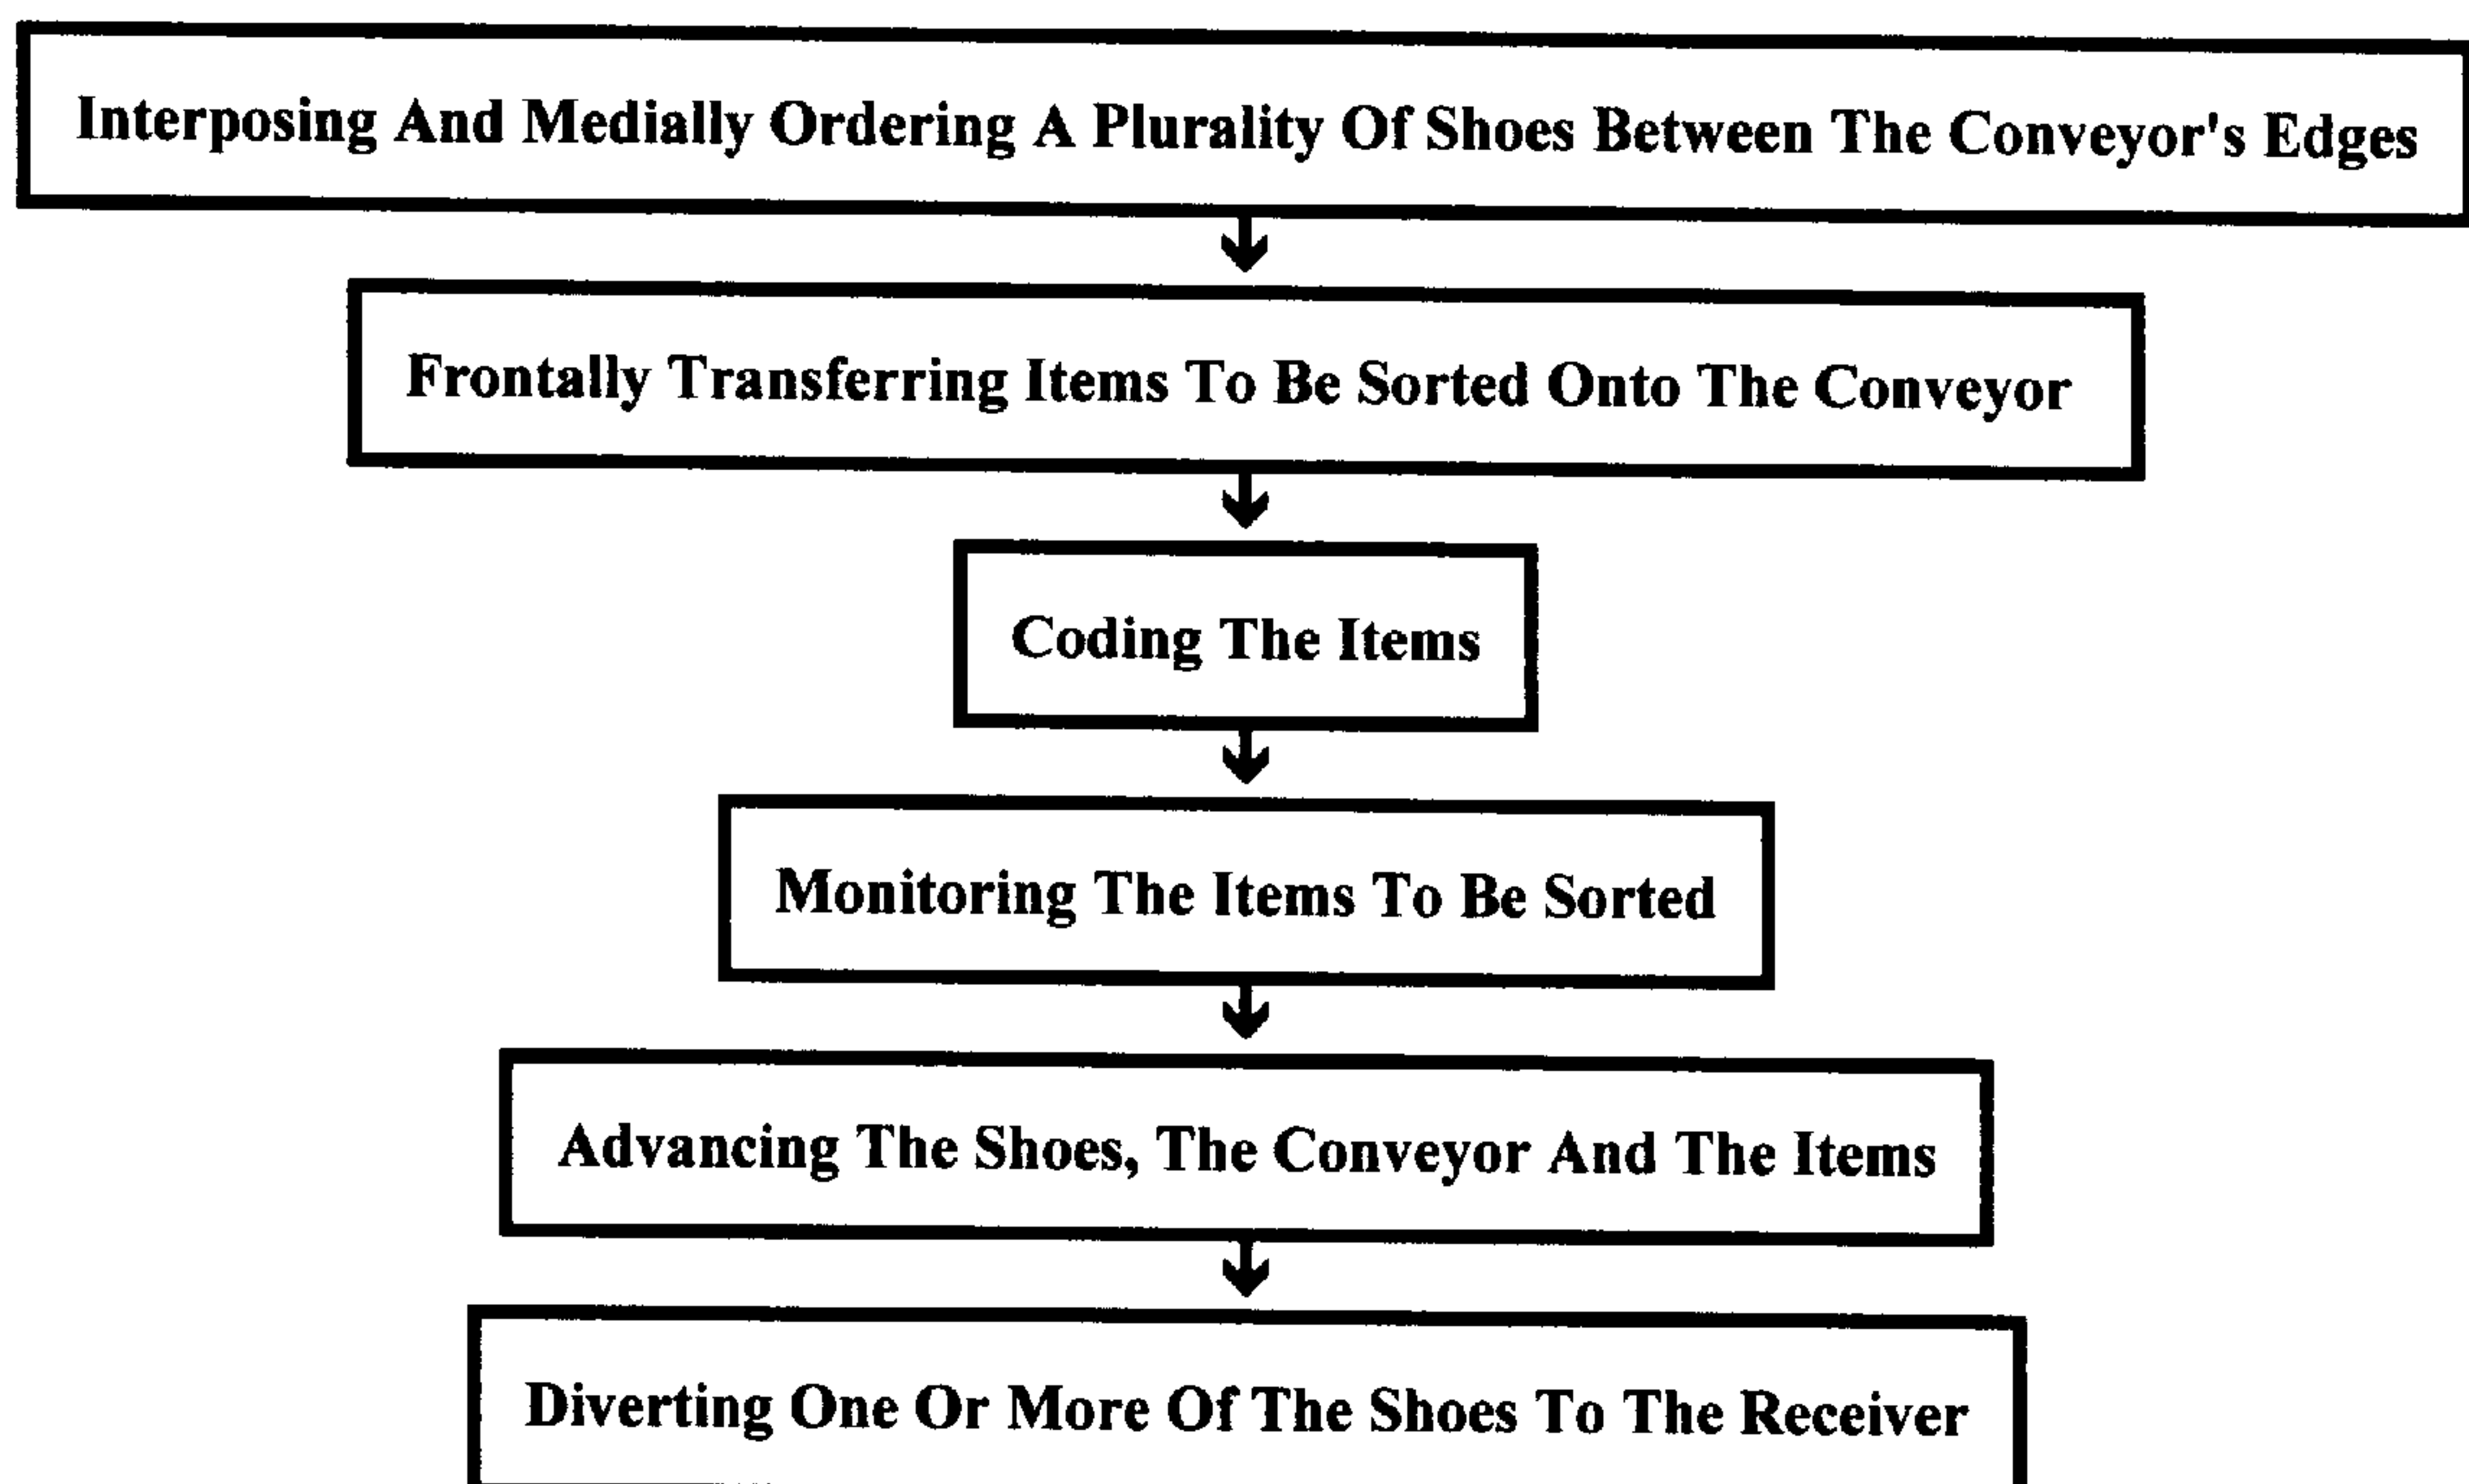 Interposing And Medially Ordering A Plurality Of Shoes Between The Conveyor's Edges
Frontally Transferring Items To Be Sorted Onto The Conveyor
Coding The Items
Monitoring The Items To Be Sorted
Advancing The Shoes, The Conveyor And The Items
Diverting One Or More Of The Shoes To The Receiver